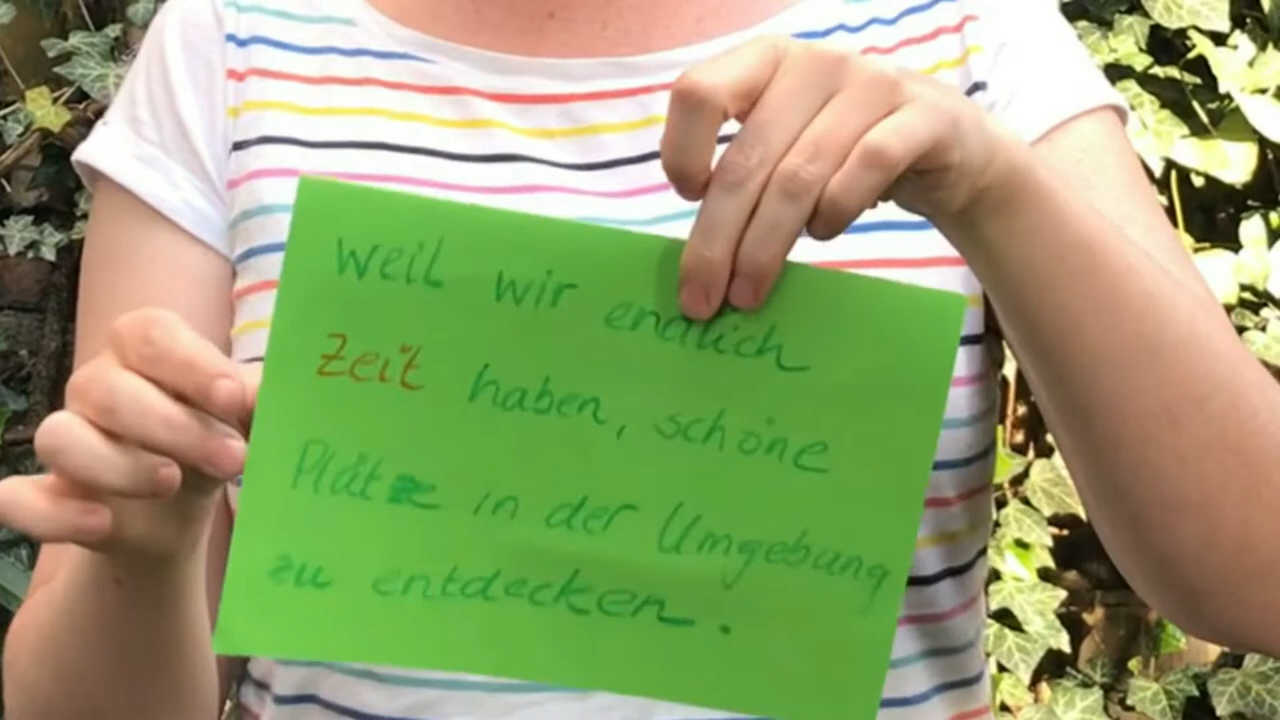 weil wir endlich
Zeit haben, schöne
Plätze in der Umgebung
zu entdecken.